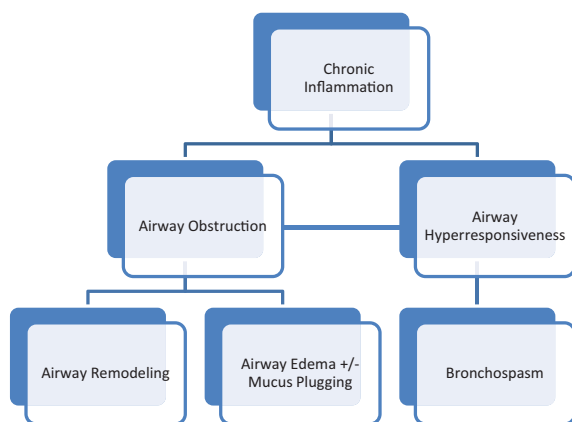 Chronic
Inflammation
Airway Obstruction
Airway
Hyperresponsiveness
Airway Remodeling
Airway Edema +/-
Mucus Plugging
Bronchospasm